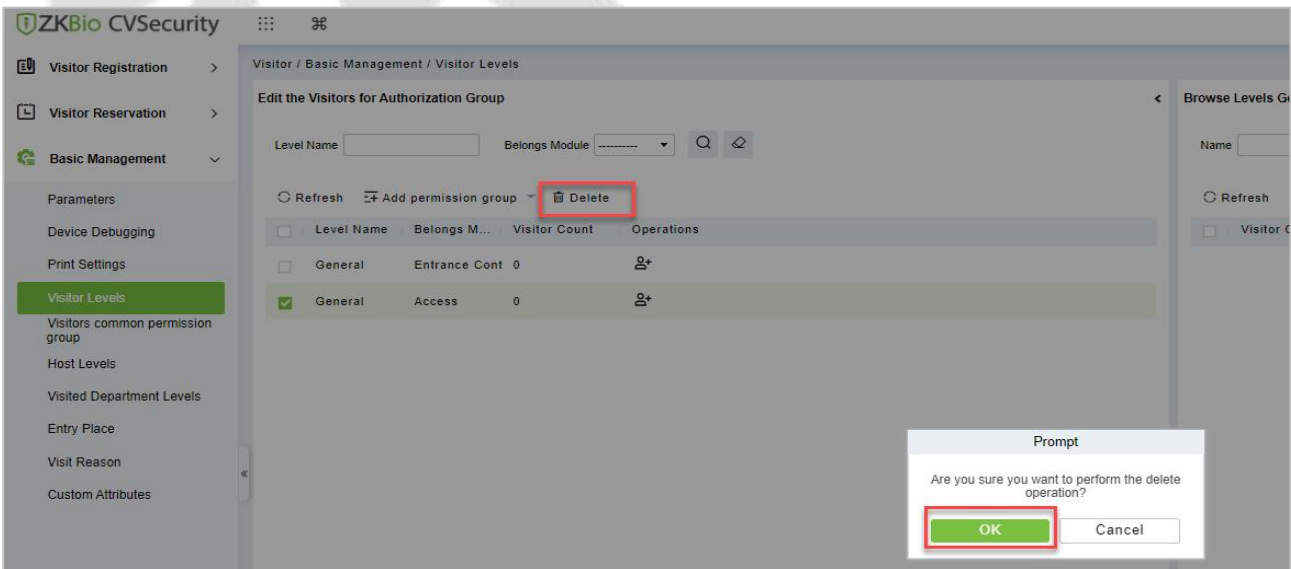 ZKBio CVSecurity
Visitor Registration
Visitor Reservation
Basic Management
Parameters
Device Debugging
Print Settings
Visitor Levels
Visitors common permission
group
Host Levels
Visited Department Levels
Entry Place
Visit Reason
Custom Attributes
Visitor / Basic Management / Visitor Levels
Edit the Visitors for Authorization Group
Level Name Belongs Module ----------
Refresh Add permission group Delete
Level Name Belongs M... Visitor Count Operations
General Entrance Cont 0
General Access 0
Browse Levels
Name
Refresh
Visitor
Prompt
Are you sure you want to perform the delete
operation?
OK Cancel